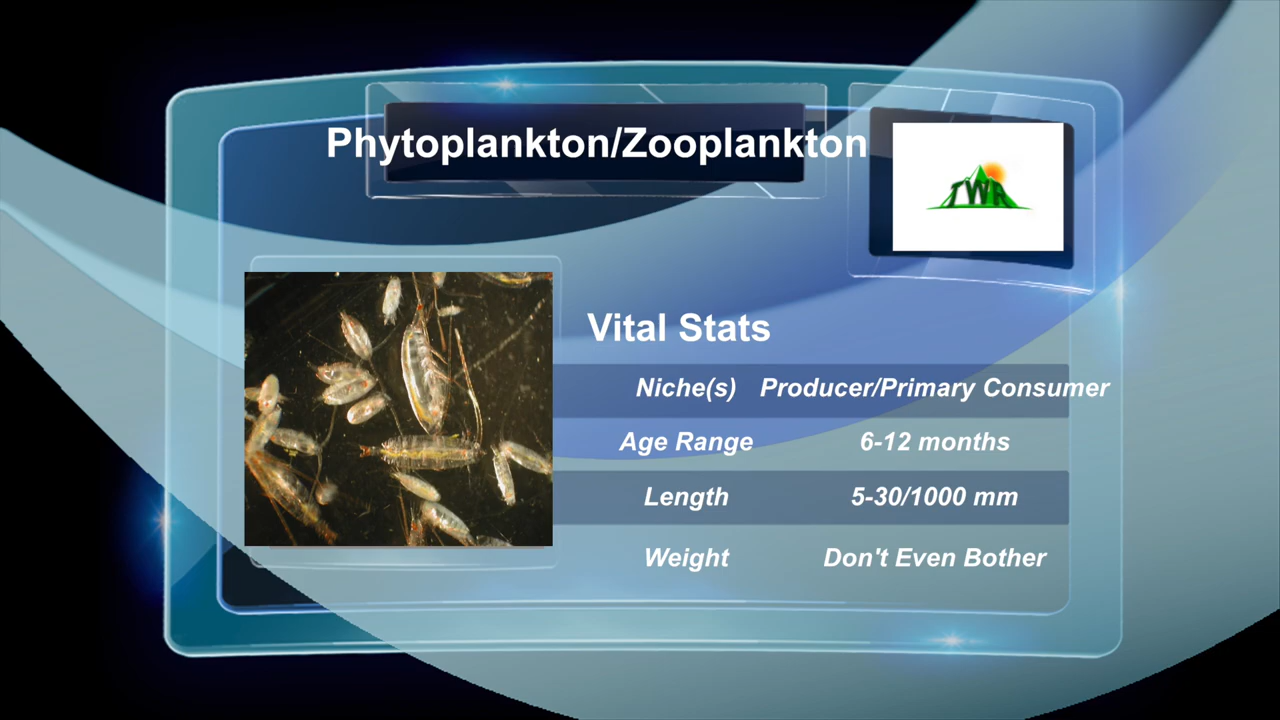 Phytoplankton/Zooplankton
TWR
Vital Stats
Niche(s) Producer/Primary Consumer
Age Range 6-12 months
Length 5-30/1000 mm
Weight Don't Even Bother